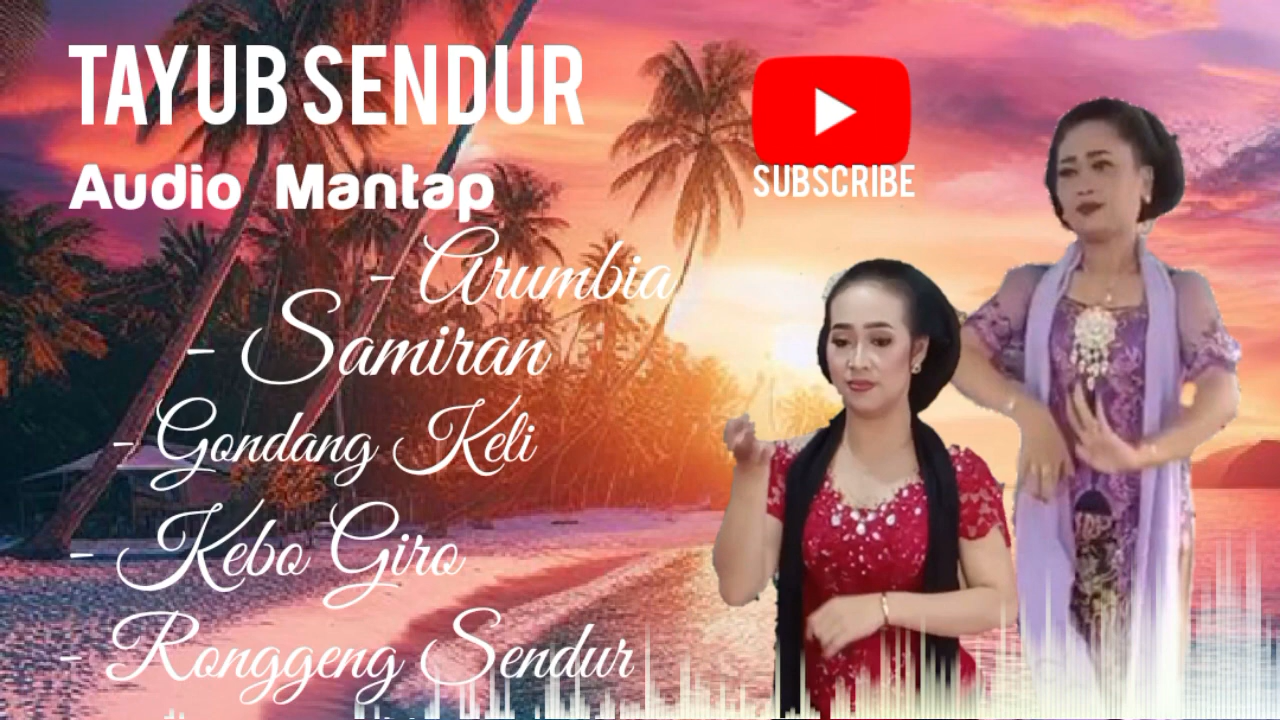 TAYUB SENDUR
Audio Mantap
SUBSCRIBE
- Arumbia
- Samiran
- Gondang Keli
- Kebo Giro
- Ronggeng Sendur